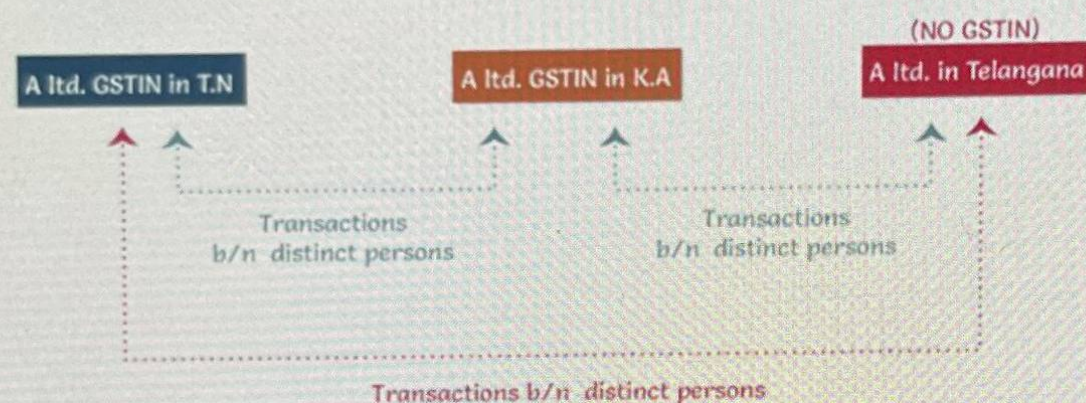 (NO GSTIN)
A ltd. GSTIN in T.N
A ltd. GSTIN in K.A
A ltd. in Telangana
Transactions
b/n distinct persons
Transactions
b/n distinct persons
Transactions b/n distinct persons